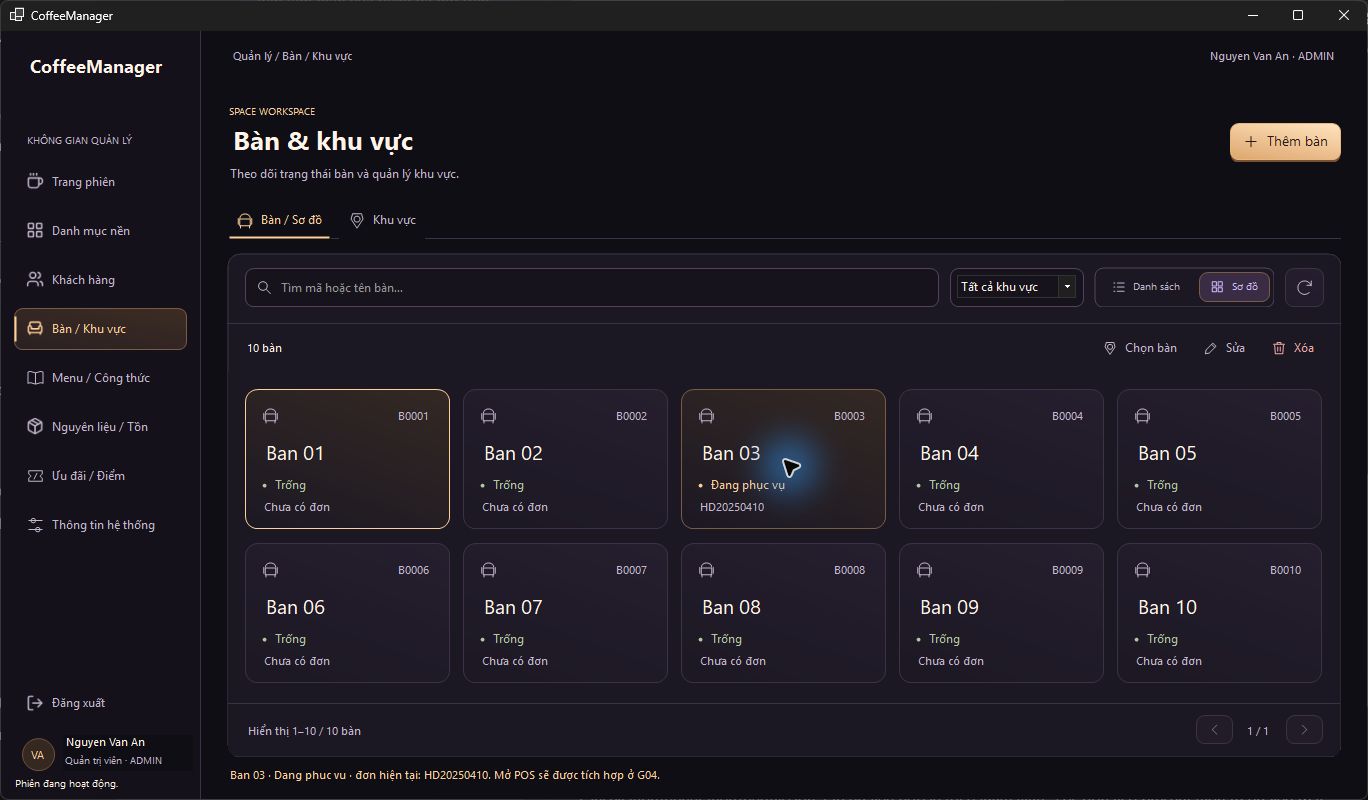 CoffeeManager
CoffeeManager
Quản lý / Bàn / Khu vực
Nguyen Van An · ADMIN
KHÔNG GIAN QUẢN LÝ
Trang phiên
Danh mục nền
Khách hàng
Bàn / Khu vực
Menu / Công thức
Nguyên liệu / Tồn
Ưu đãi / Điểm
Thông tin hệ thống
Đăng xuất
VA
Nguyen Van An
Quản trị viên · ADMIN
Phiên đang hoạt động.
SPACE WORKSPACE
Bàn & khu vực
Theo dõi trạng thái bàn và quản lý khu vực.
+ Thêm bàn
Bàn / Sơ đồ
Khu vực
Tìm mã hoặc tên bàn...
Tất cả khu vực
Danh sách
Sơ đồ
10 bàn
Chọn bàn
Sửa
Xóa
B0001
Ban 01
• Trống
Chưa có đơn
B0002
Ban 02
• Trống
Chưa có đơn
B0003
Ban 03
• Đang phục vụ
HD20250410
B0004
Ban 04
• Trống
Chưa có đơn
B0005
Ban 05
• Trống
Chưa có đơn
B0006
Ban 06
• Trống
Chưa có đơn
B0007
Ban 07
• Trống
Chưa có đơn
B0008
Ban 08
• Trống
Chưa có đơn
B0009
Ban 09
• Trống
Chưa có đơn
B0010
Ban 10
• Trống
Chưa có đơn
Hiển thị 1–10 / 10 bàn
1 / 1
Ban 03 · Dang phuc vu · đơn hiện tại: HD20250410. Mở POS sẽ được tích hợp ở G04.